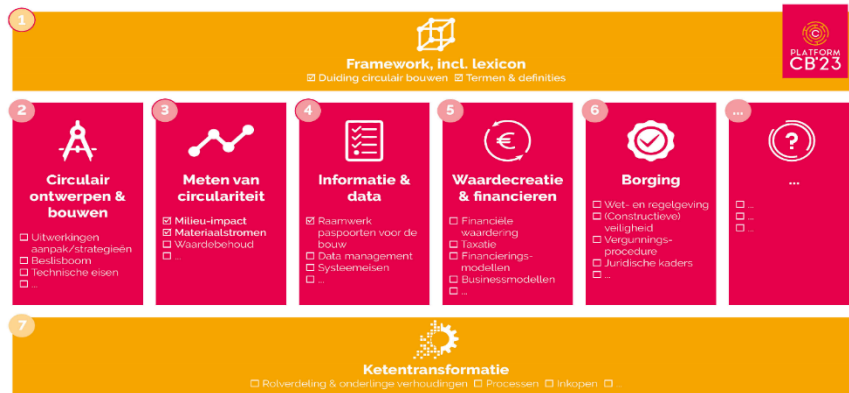 1
Framework, incl. lexicon
☑ Duiding circulair bouwen ☑ Termen & definities
C
PLATFORM
CB'23
2
Circulair
ontwerpen &
bouwen
☐ Uitwerkingen
aanpak/strategieën
☐ Beslisboom
☐ Technische eisen
☐ ...
3
Meten van
circulariteit
☑ Milieu-impact
☑ Materiaalstromen
☐ Waardebehoud
☐ ...
4
Informatie &
data
☑ Raamwerk
paspoorten voor de
bouw
☐ Data management
☐ Systeemeisen
☐ ...
5
€
Waardecreatie
& financieren
☐ Financiële
waardering
☐ Taxatie
☐ Financierings-
modellen
☐ Businessmodellen
☐ ...
6
Borging
☐ Wet- en regelgeving
☐ (Constructieve)
veiligheid
☐ Vergunnings-
procedure
☐ Juridische kaders
☐ ...
...
?
...
☐ ...
☐ ...
☐ ...
7
Ketentransformatie
☐ Rolverdeling & onderlinge verhoudingen ☐ Processen ☐ Inkopen ☐ ...